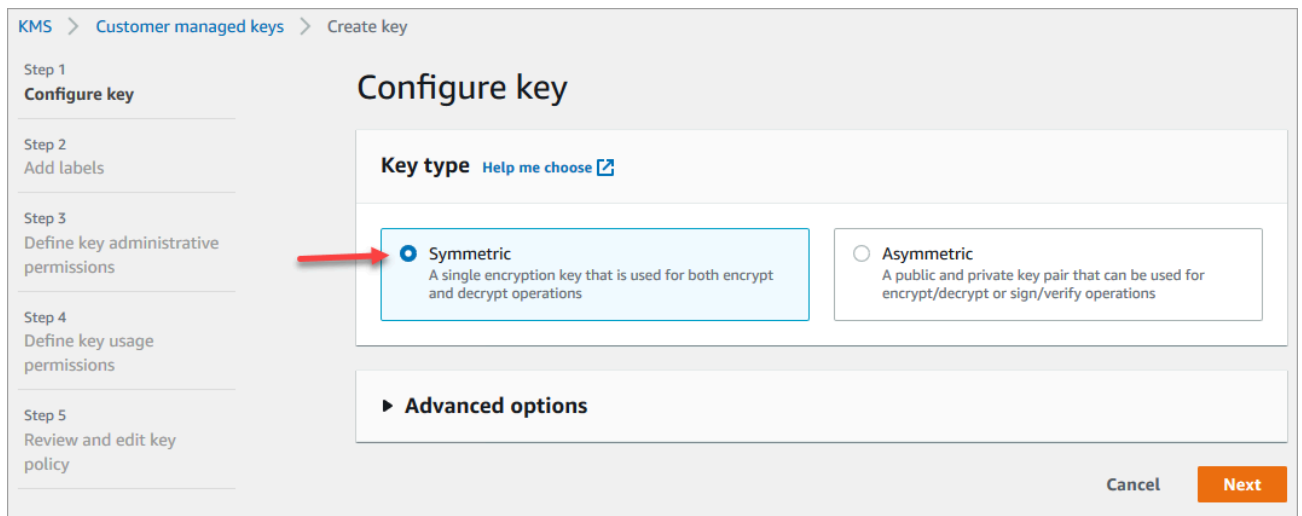 KMS > Customer managed keys > Create key
Step 1
Configure key
Step 2
Add labels
Step 3
Define key administrative
permissions
Step 4
Define key usage
permissions
Step 5
Review and edit key
policy
Configure key
Key type Help me choose
Symmetric
A single encryption key that is used for both encrypt
and decrypt operations
Asymmetric
A public and private key pair that can be used for
encrypt/decrypt or sign/verify operations
Advanced options
Cancel Next